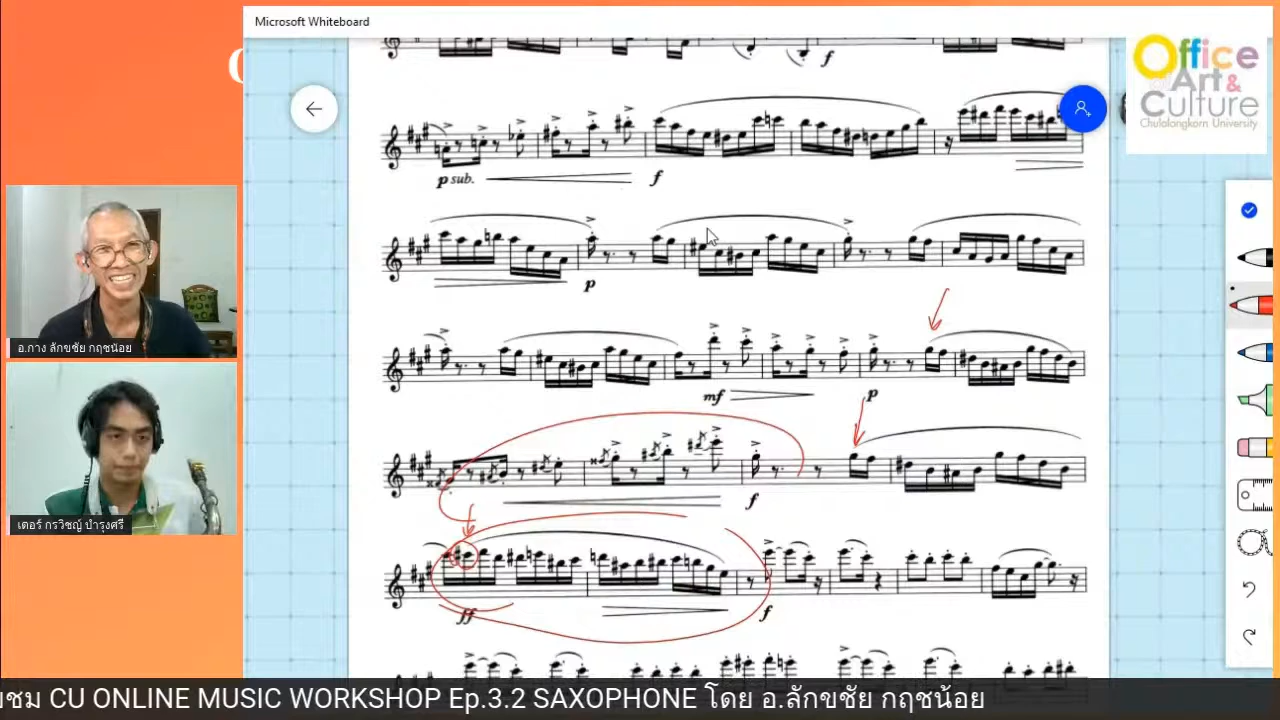 Microsoft Whiteboard
Office
of
Art &
Culture
Chulalongkorn University
p sub.
f
f
p
mf
p
f
ff
f
อ.กาง ลักขชัย กฤชน้อย
เตอร์ กรวิชญ์ บำรุงศรี
ยชม CU ONLINE MUSIC WORKSHOP Ep.3.2 SAXOPHONE โดย อ.ลักขชัย กฤชน้อย